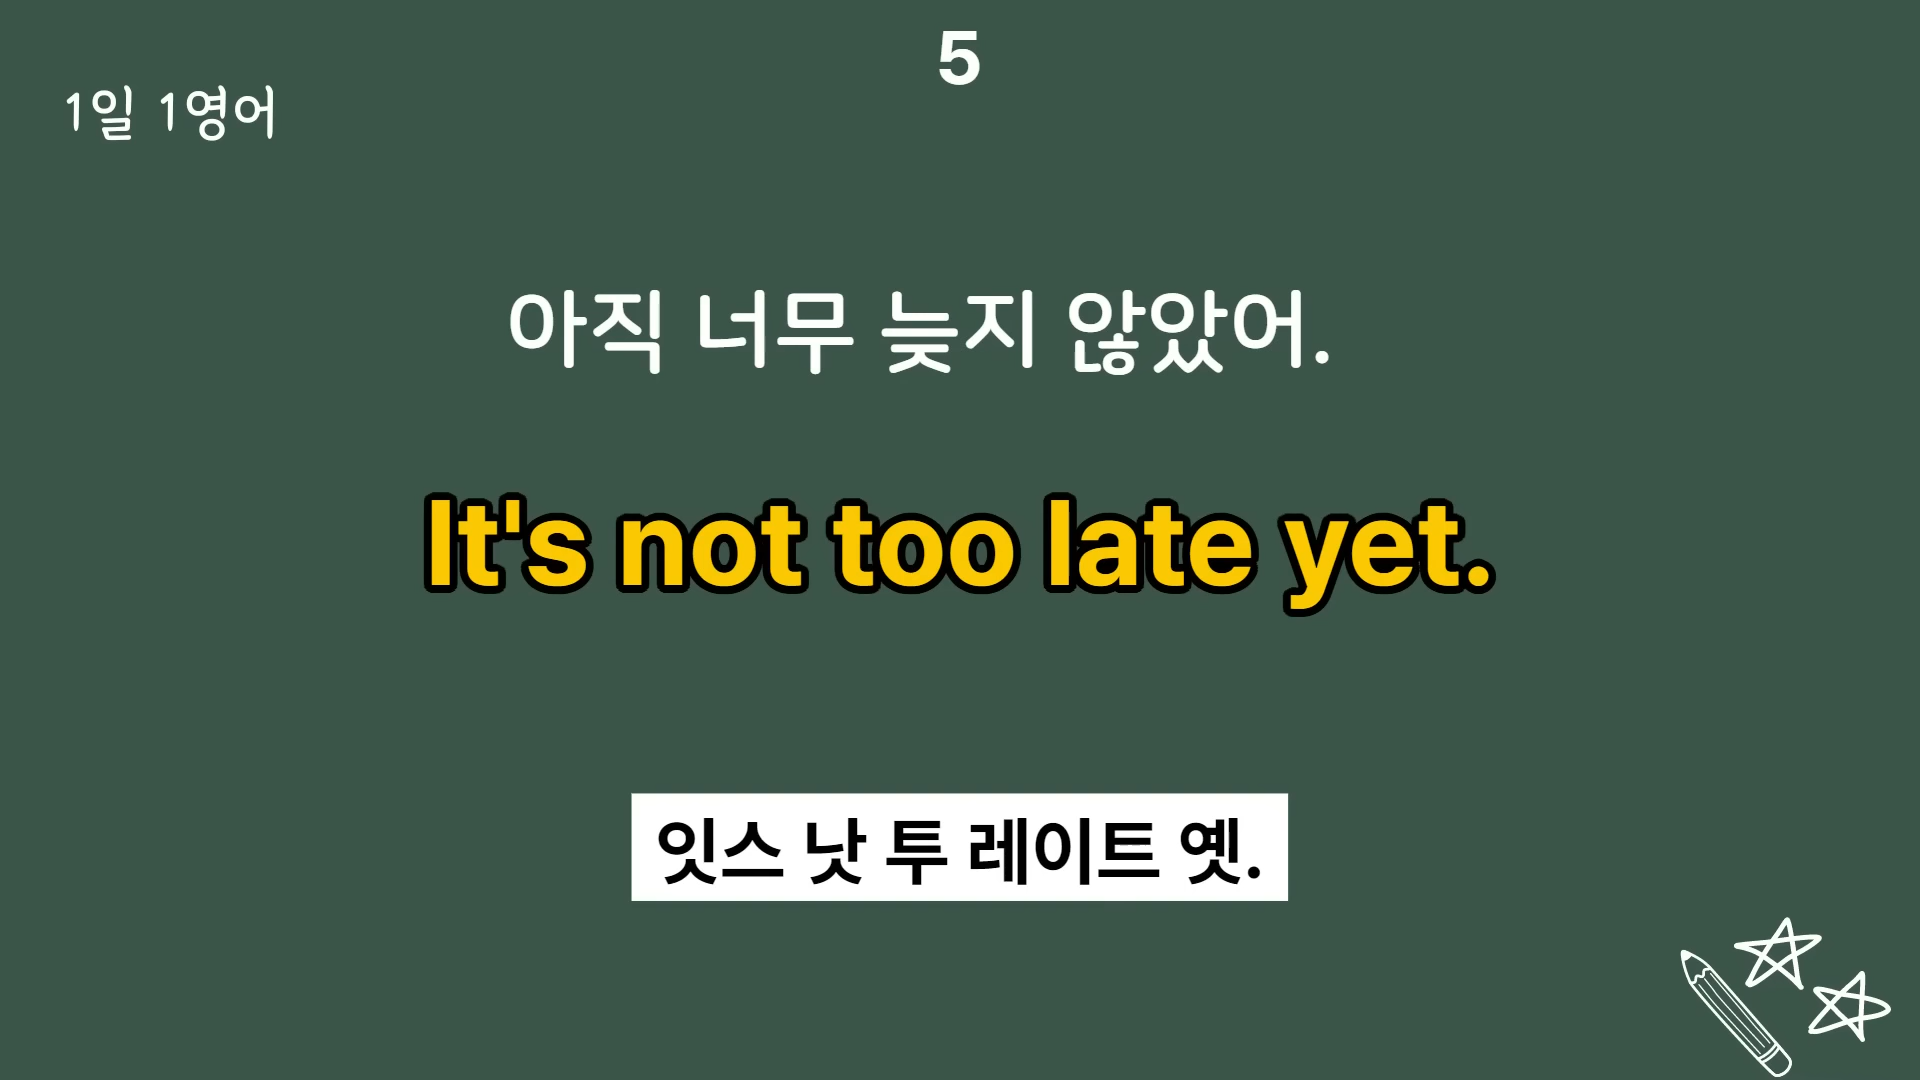 5
1일 1영어
아직 너무 늦지 않았어.
It's not too late yet.
잇스 낫 투 레이트 옛.